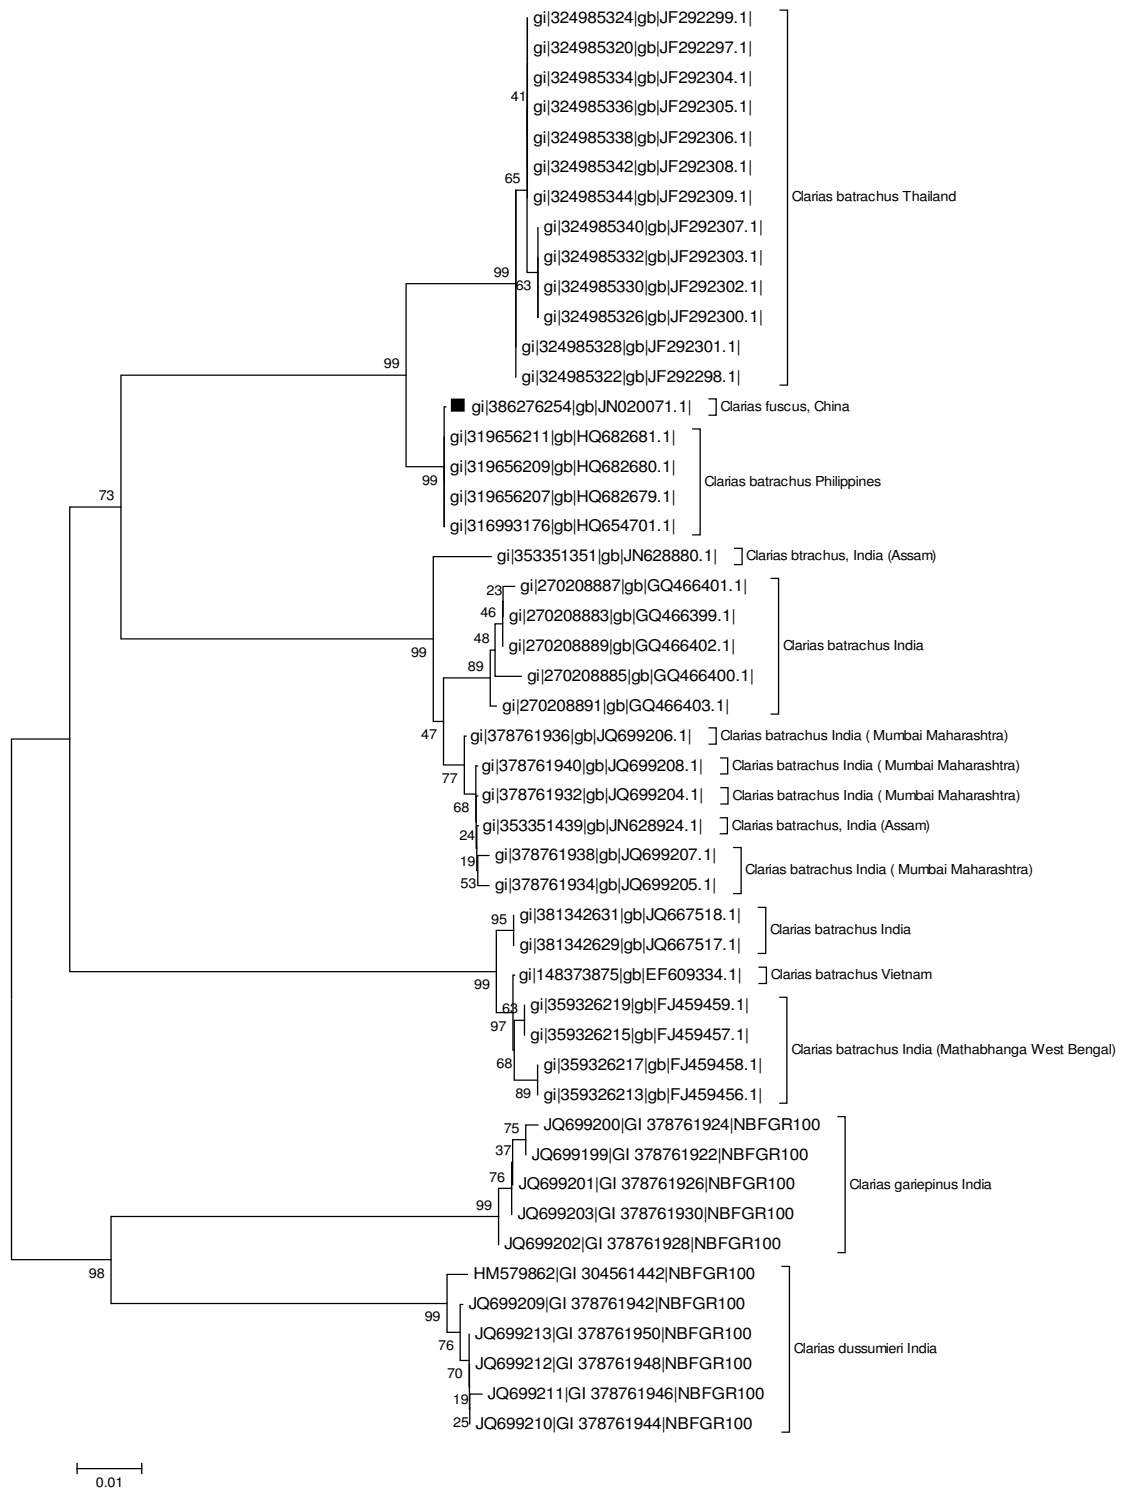 gi|324985324|gb|JF292299.1|
gi|324985320|gb|JF292297.1|
gi|324985334|gb|JF292304.1|
41
gi|324985336|gb|JF292305.1|
gi|324985338|gb|JF292306.1|
gi|324985342|gb|JF292308.1|
65
gi|324985344|gb|JF292309.1|
Clarias batrachus Thailand
gi|324985340|gb|JF292307.1|
gi|324985332|gb|JF292303.1|
99
63
gi|324985330|gb|JF292302.1|
gi|324985326|gb|JF292300.1|
gi|324985328|gb|JF292301.1|
99
gi|324985322|gb|JF292298.1|
gi|386276254|gb|JN020071.1|
Clarias fuscus, China
gi|319656211|gb|HQ682681.1|
gi|319656209|gb|HQ682680.1|
99
Clarias batrachus Philippines
73
gi|319656207|gb|HQ682679.1|
gi|316993176|gb|HQ654701.1|
gi|353351351|gb|JN628880.1|
Clarias btrachus, India (Assam)
23
gi|270208887|gb|GQ466401.1|
46
gi|270208883|gb|GQ466399.1|
48
gi|270208889|gb|GQ466402.1|
Clarias batrachus India
99
89
gi|270208885|gb|GQ466400.1|
gi|270208891|gb|GQ466403.1|
47
gi|378761936|gb|JQ699206.1|
Clarias batrachus India ( Mumbai Maharashtra)
gi|378761940|gb|JQ699208.1|
Clarias batrachus India ( Mumbai Maharashtra)
77
gi|378761932|gb|JQ699204.1|
Clarias batrachus India ( Mumbai Maharashtra)
68
gi|353351439|gb|JN628924.1|
Clarias batrachus, India (Assam)
24
gi|378761938|gb|JQ699207.1|
19
Clarias batrachus India ( Mumbai Maharashtra)
53
gi|378761934|gb|JQ699205.1|
95
gi|381342631|gb|JQ667518.1|
Clarias batrachus India
gi|381342629|gb|JQ667517.1|
99
gi|148373875|gb|EF609334.1|
Clarias batrachus Vietnam
63
gi|359326219|gb|FJ459459.1|
97
gi|359326215|gb|FJ459457.1|
Clarias batrachus India (Mathabhanga West Bengal)
68
gi|359326217|gb|FJ459458.1|
89
gi|359326213|gb|FJ459456.1|
75
JQ699200|GI 378761924|NBFGR100
37
JQ699199|GI 378761922|NBFGR100
76
JQ699201|GI 378761926|NBFGR100
Clarias gariepinus India
99
JQ699203|GI 378761930|NBFGR100
JQ699202|GI 378761928|NBFGR100
98
HM579862|GI 304561442|NBFGR100
99
JQ699209|GI 378761942|NBFGR100
JQ699213|GI 378761950|NBFGR100
76
Clarias dussumieri India
70
JQ699212|GI 378761948|NBFGR100
19
JQ699211|GI 378761946|NBFGR100
25
JQ699210|GI 378761944|NBFGR100
0.01